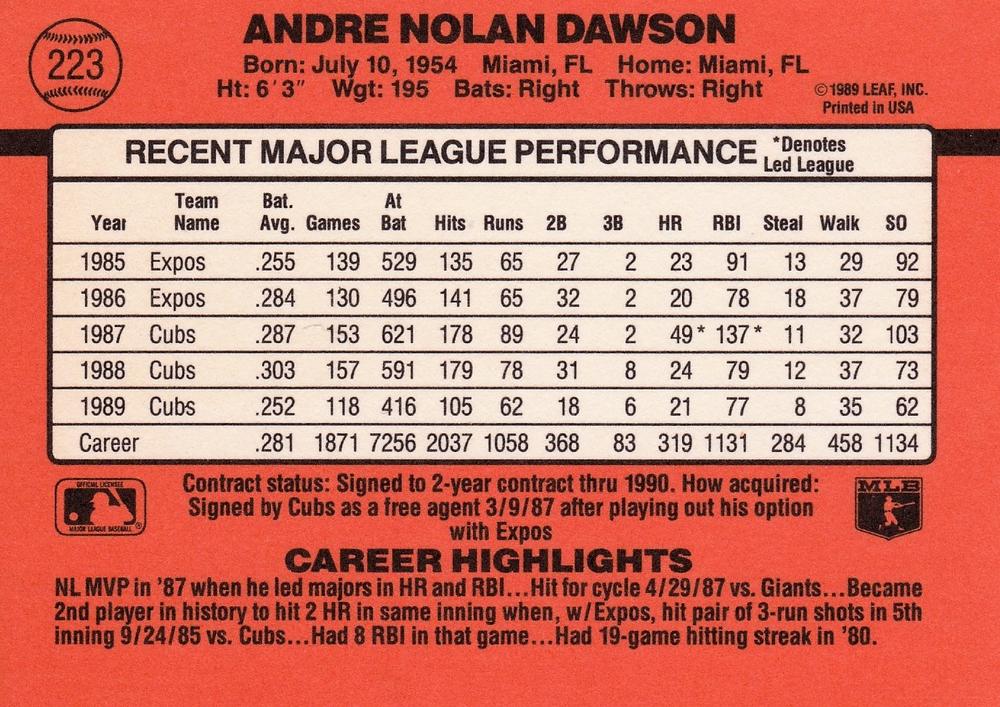 223
ANDRE NOLAN DAWSON
Born: July 10, 1954 Miami, FL Home: Miami, FL
Ht: 6'3" Wgt: 195 Bats: Right Throws: Right
©1989 LEAF, INC.
Printed in USA
RECENT MAJOR LEAGUE PERFORMANCE *Denotes Led League
Year Team Name Bat. Avg. Games At Bat Hits Runs 2B 3B HR RBI Steal Walk SO
1985 Expos .255 139 529 135 65 27 2 23 91 13 29 92
1986 Expos .284 130 496 141 65 32 2 20 78 18 37 79
1987 Cubs .287 153 621 178 89 24 2 49* 137* 11 32 103
1988 Cubs .303 157 591 179 78 31 8 24 79 12 37 73
1989 Cubs .252 118 416 105 62 18 6 21 77 8 35 62
Career .281 1871 7256 2037 1058 368 83 319 1131 284 458 1134
OFFICIAL LICENSEE
MAJOR LEAGUE BASEBALL
®
Contract status: Signed to 2-year contract thru 1990. How acquired:
Signed by Cubs as a free agent 3/9/87 after playing out his option
with Expos
MLB
CAREER HIGHLIGHTS
NL MVP in '87 when he led majors in HR and RBI...Hit for cycle 4/29/87 vs. Giants...Became
2nd player in history to hit 2 HR in same inning when, w/Expos, hit pair of 3-run shots in 5th
inning 9/24/85 vs. Cubs...Had 8 RBI in that game...Had 19-game hitting streak in '80.